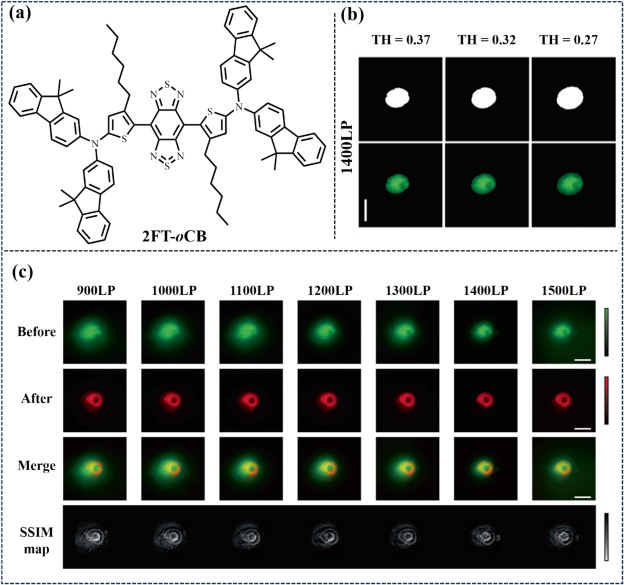 (a)
S
N N
N
S
S
N
N N
S
2FT-oCB
(b)
TH = 0.37 TH = 0.32 TH = 0.27
1400LP
(c)
900LP 1000LP 1100LP 1200LP 1300LP 1400LP 1500LP
Before
After
Merge
SSIM
map